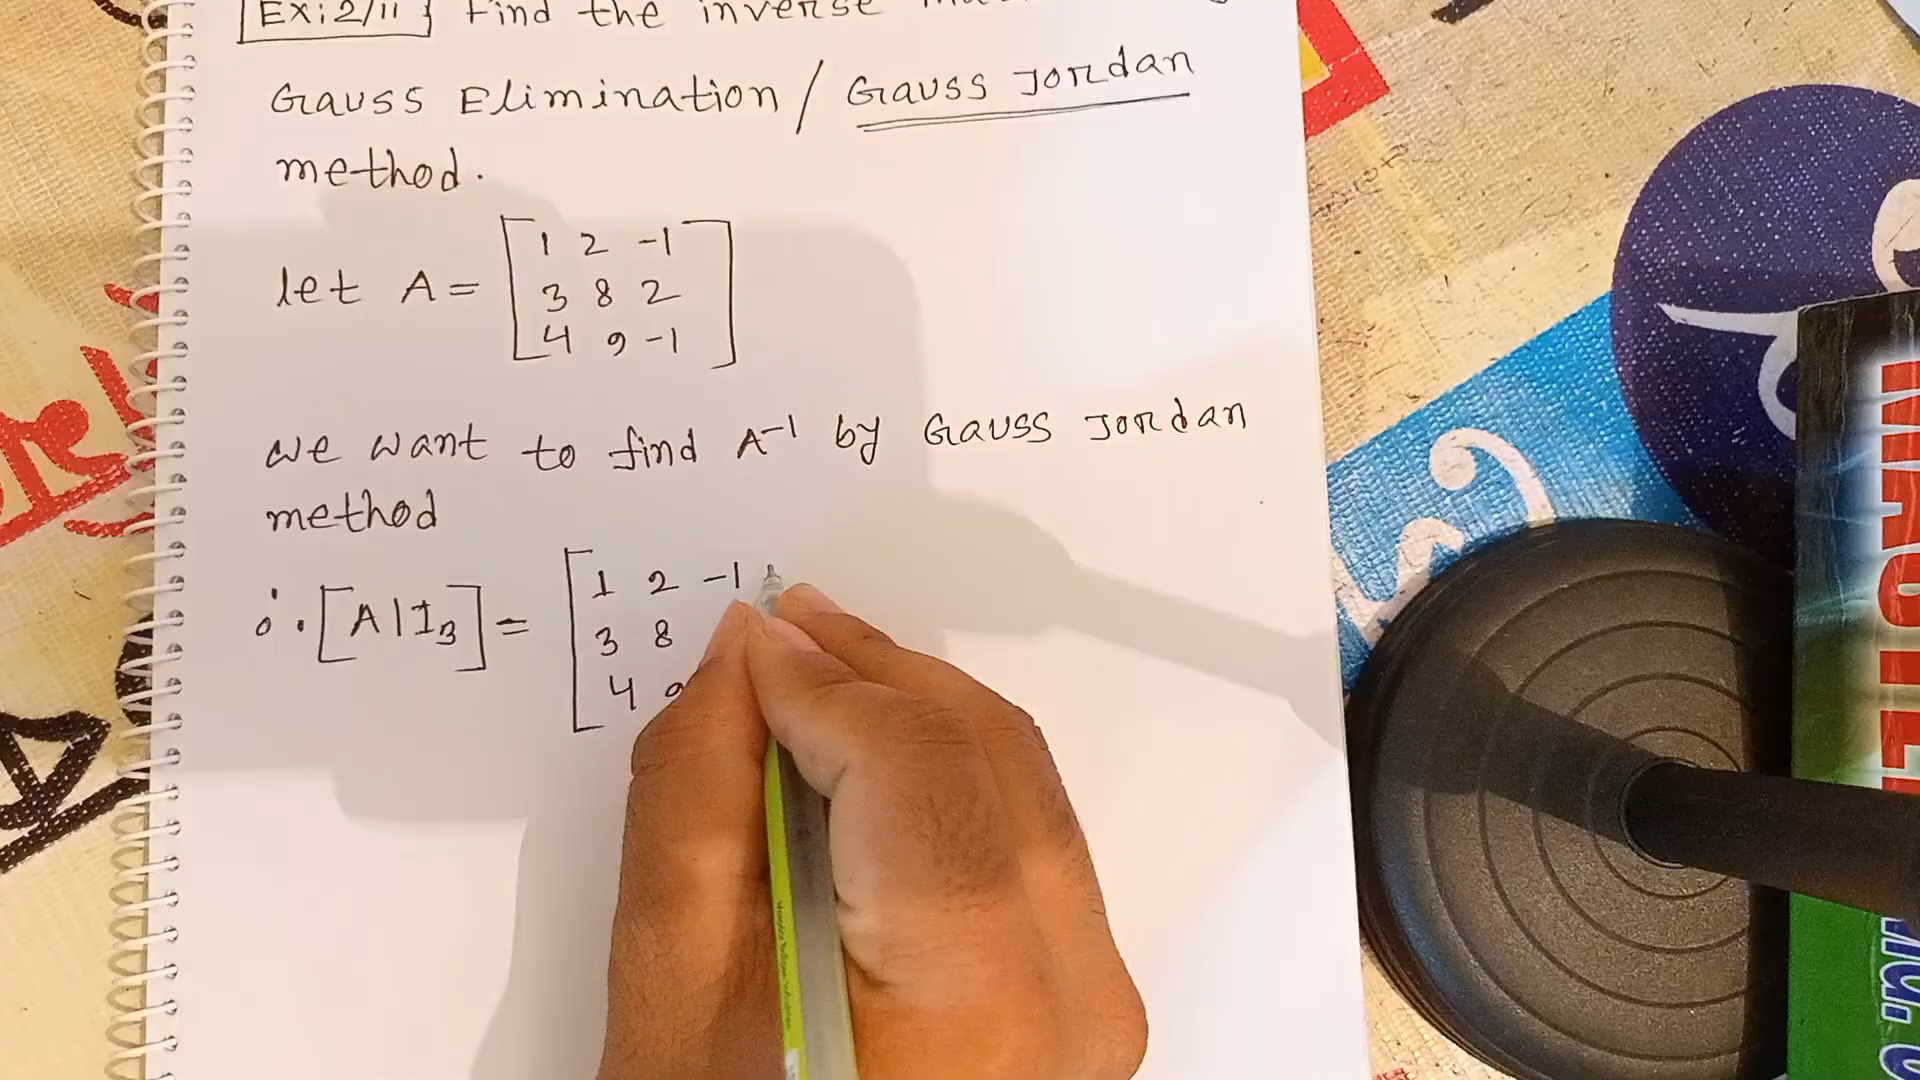 Ex: 2/11 } Find the inverse
Gauss Elimination / Gauss Jordan
method.
let A = [1 2 -1
3 8 2
4 9 -1]
we want to find A⁻¹ by Gauss Jordan
method
∴ [A|I₃] = [1 2 -1
3 8
4 9